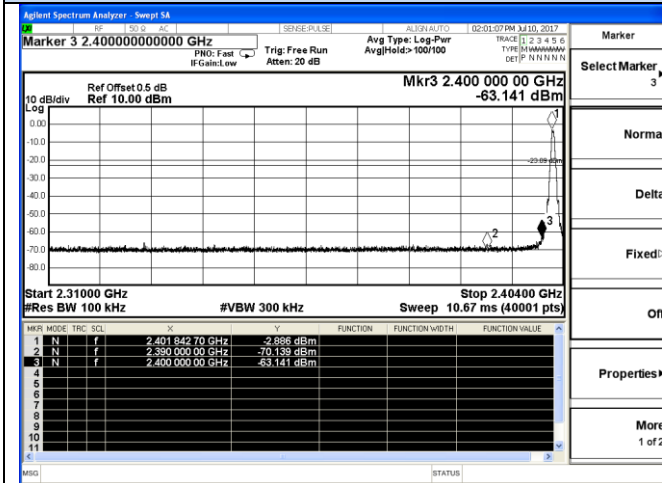 Agilent Spectrum Analyzer - Swept SA
RF 50 Ω AC SENSE:PULSE ALIGN AUTO 02:01:07 PM Jul 10, 2017
Marker 3 2.400000000000 GHz
PNO: Fast
IFGain:Low
Trig: Free Run
Atten: 20 dB
Avg Type: Log-Pwr
Avg|Hold:>100/100
TRACE 1 2 3 4 5 6
TYPE M WWWWW
DET P N N N N N
Ref Offset 0.5 dB
10 dB/div Ref 10.00 dBm
Log
Mkr3 2.400 000 00 GHz
-63.141 dBm
0.00
-10.0
-20.0
-30.0
-40.0
-50.0
-60.0
-70.0
-80.0
1
-23.09 dBm
2
3
Start 2.31000 GHz Stop 2.40400 GHz
#Res BW 100 kHz #VBW 300 kHz Sweep 10.67 ms (40001 pts)
MKR MODE TRC SCL X Y FUNCTION FUNCTION WIDTH FUNCTION VALUE
1 N f 2.401 842 70 GHz -2.886 dBm
2 N f 2.390 000 00 GHz -70.139 dBm
3 N f 2.400 000 00 GHz -63.141 dBm
4
5
6
7
8
9
10
11
MSG STATUS
Marker
Select Marker
3
Norma
Delta
Fixed
Off
Properties
More
1 of 2